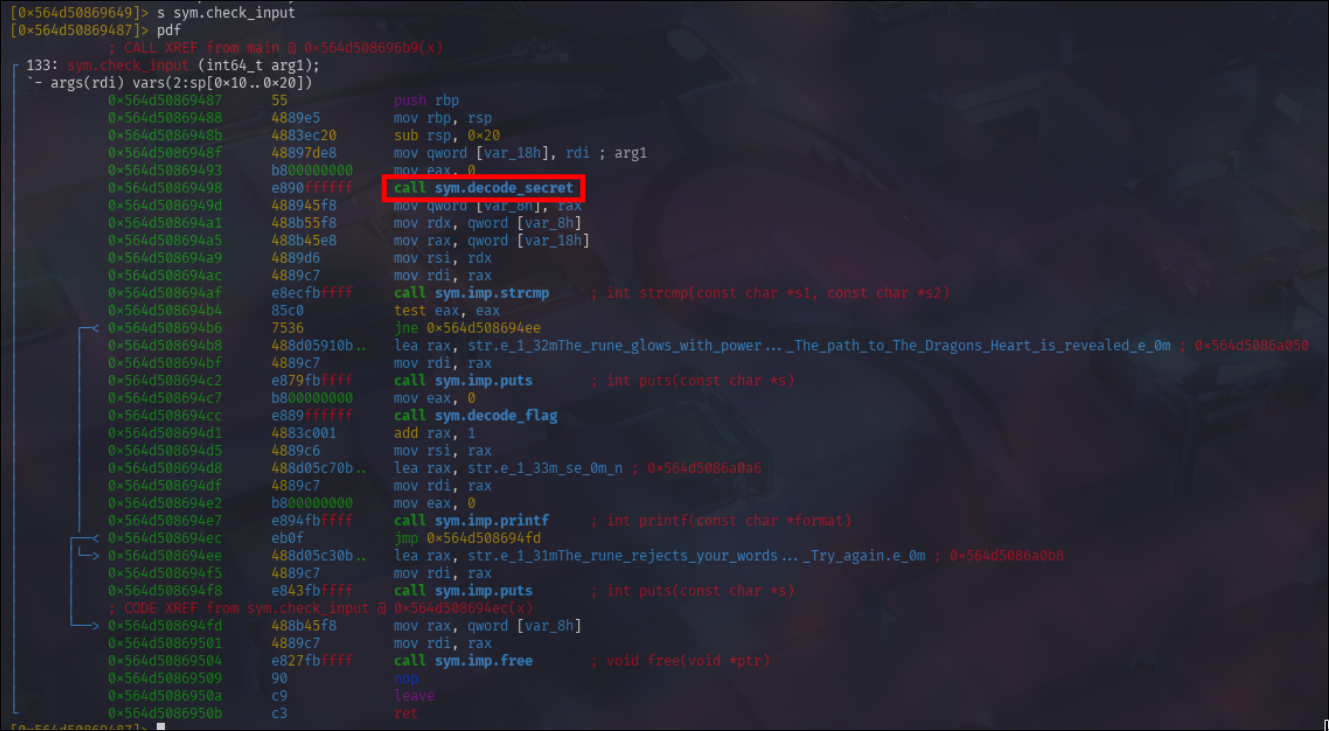 [0×564d50869649]> s sym.check_input
[0×564d50869487]> pdf
; CALL XREF from main @ 0×564d508696b9(x)
133: sym.check_input (int64_t arg1);
`- args(rdi) vars(2:sp[0×10..0×20])
0×564d50869487 55 push rbp
0×564d50869488 4889e5 mov rbp, rsp
0×564d5086948b 4883ec20 sub rsp, 0×20
0×564d5086948f 48897de8 mov qword [var_18h], rdi ; arg1
0×564d50869493 b800000000 mov eax, 0
0×564d50869498 e890ffffff call sym.decode_secret
0×564d5086949d 488945f8 mov qword [var_8h], rax
0×564d508694a1 488b55f8 mov rdx, qword [var_8h]
0×564d508694a5 488b45e8 mov rax, qword [var_18h]
0×564d508694a9 4889d6 mov rsi, rdx
0×564d508694ac 4889c7 mov rdi, rax
0×564d508694af e8ecfbffff call sym.imp.strcmp ; int strcmp(const char *s1, const char *s2)
0×564d508694b4 85c0 test eax, eax
0×564d508694b6 7536 jne 0×564d508694ee
0×564d508694b8 488d05910b.. lea rax, str.e_1_32mThe_rune_glows_with_power..._The_path_to_The_Dragons_Heart_is_revealed_e_0m ; 0×564d5086a050
0×564d508694bf 4889c7 mov rdi, rax
0×564d508694c2 e879fbffff call sym.imp.puts ; int puts(const char *s)
0×564d508694c7 b800000000 mov eax, 0
0×564d508694cc e889ffffff call sym.decode_flag
0×564d508694d1 4883c001 add rax, 1
0×564d508694d5 4889c6 mov rsi, rax
0×564d508694d8 488d05c70b.. lea rax, str.e_1_33m_se_0m_n ; 0×564d5086a0a6
0×564d508694df 4889c7 mov rdi, rax
0×564d508694e2 b800000000 mov eax, 0
0×564d508694e7 e894fbffff call sym.imp.printf ; int printf(const char *format)
0×564d508694ec eb0f jmp 0×564d508694fd
0×564d508694ee 488d05c30b.. lea rax, str.e_1_31mThe_rune_rejects_your_words..._Try_again.e_0m ; 0×564d5086a0b8
0×564d508694f5 4889c7 mov rdi, rax
0×564d508694f8 e843fbffff call sym.imp.puts ; int puts(const char *s)
; CODE XREF from sym.check_input @ 0×564d508694ec(x)
0×564d508694fd 488b45f8 mov rax, qword [var_8h]
0×564d50869501 4889c7 mov rdi, rax
0×564d50869504 e827fbffff call sym.imp.free ; void free(void *ptr)
0×564d50869509 90 nop
0×564d5086950a c9 leave
0×564d5086950b c3 ret
[0×564d50869487]>